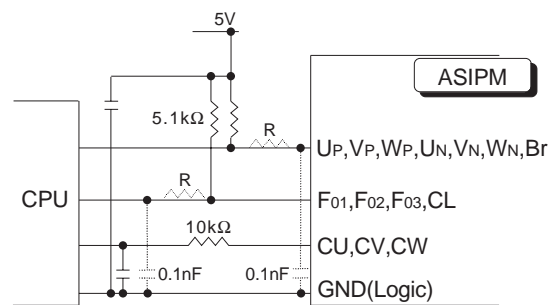 5V
ASIPM
5.1kΩ
R
UP,VP,WP,UN,VN,WN,Br
R
CPU
F01,F02,F03,CL
10kΩ
CU,CV,CW
0.1nF
0.1nF
GND(Logic)